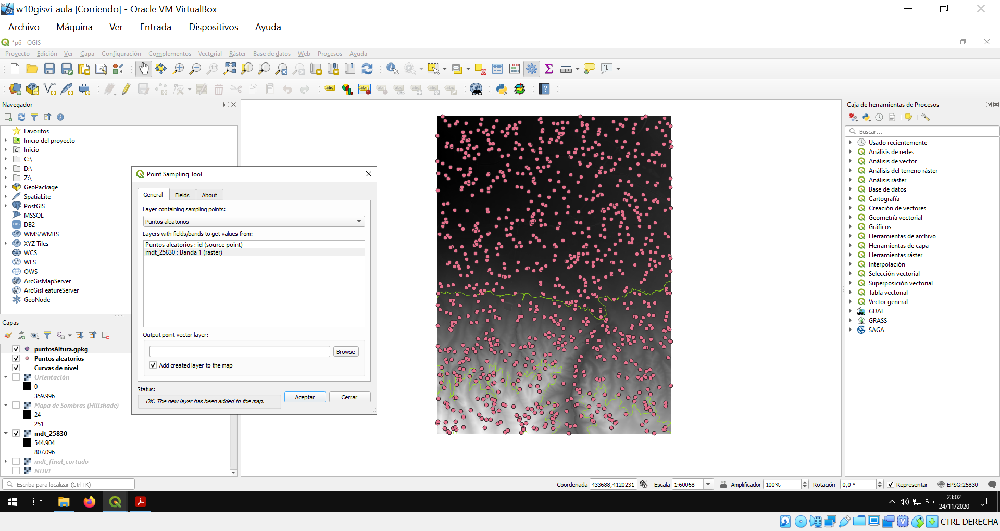 w10gisvi_aula [Corriendo] - Oracle VM VirtualBox
Archivo Máquina Ver Entrada Dispositivos Ayuda
*p6 - QGIS
Proyecto Edición Ver Capa Configuración Complementos Vectorial Ráster Base de datos Web Procesos Ayuda
Navegador
Favoritos
Inicio del proyecto
Inicio
C:\
D:\
Z:\
GeoPackage
SpatiaLite
PostGIS
MSSQL
DB2
WMS/WMTS
XYZ Tiles
WCS
WFS
OWS
ArcGisMapServer
ArcGisFeatureServer
GeoNode
Capas
puntosAltura.gpkg
Puntos aleatorios
Curvas de nivel
Orientación
0
359.996
Mapa de Sombras (Hillshade)
24
251
mdt_25830
544.904
807.096
mdt_final_cortado
NDVI
Point Sampling Tool
General Fields About
Layer containing sampling points:
Puntos aleatorios
Layers with fields/bands to get values from:
Puntos aleatorios : id (source point)
mdt_25830 : Banda 1 (raster)
Output point vector layer:
Browse
Add created layer to the map
Status:
OK. The new layer has been added to the map.
Aceptar Cerrar
Caja de herramientas de Procesos
Buscar...
Usado recientemente
Análisis de redes
Análisis de vector
Análisis del terreno ráster
Análisis ráster
Base de datos
Cartografía
Creación de vectores
Geometría vectorial
Gráficos
Herramientas de archivo
Herramientas de capa
Herramientas ráster
Interpolación
Selección vectorial
Superposición vectorial
Tabla vectorial
Vector general
GDAL
GRASS
SAGA
Escriba para localizar (Ctrl+K)
Coordenada 433688,4120231 Escala 1:60068 Amplificador 100% Rotación 0,0 ° Representar EPSG:25830
23:02
24/11/2020
CTRL DERECHA